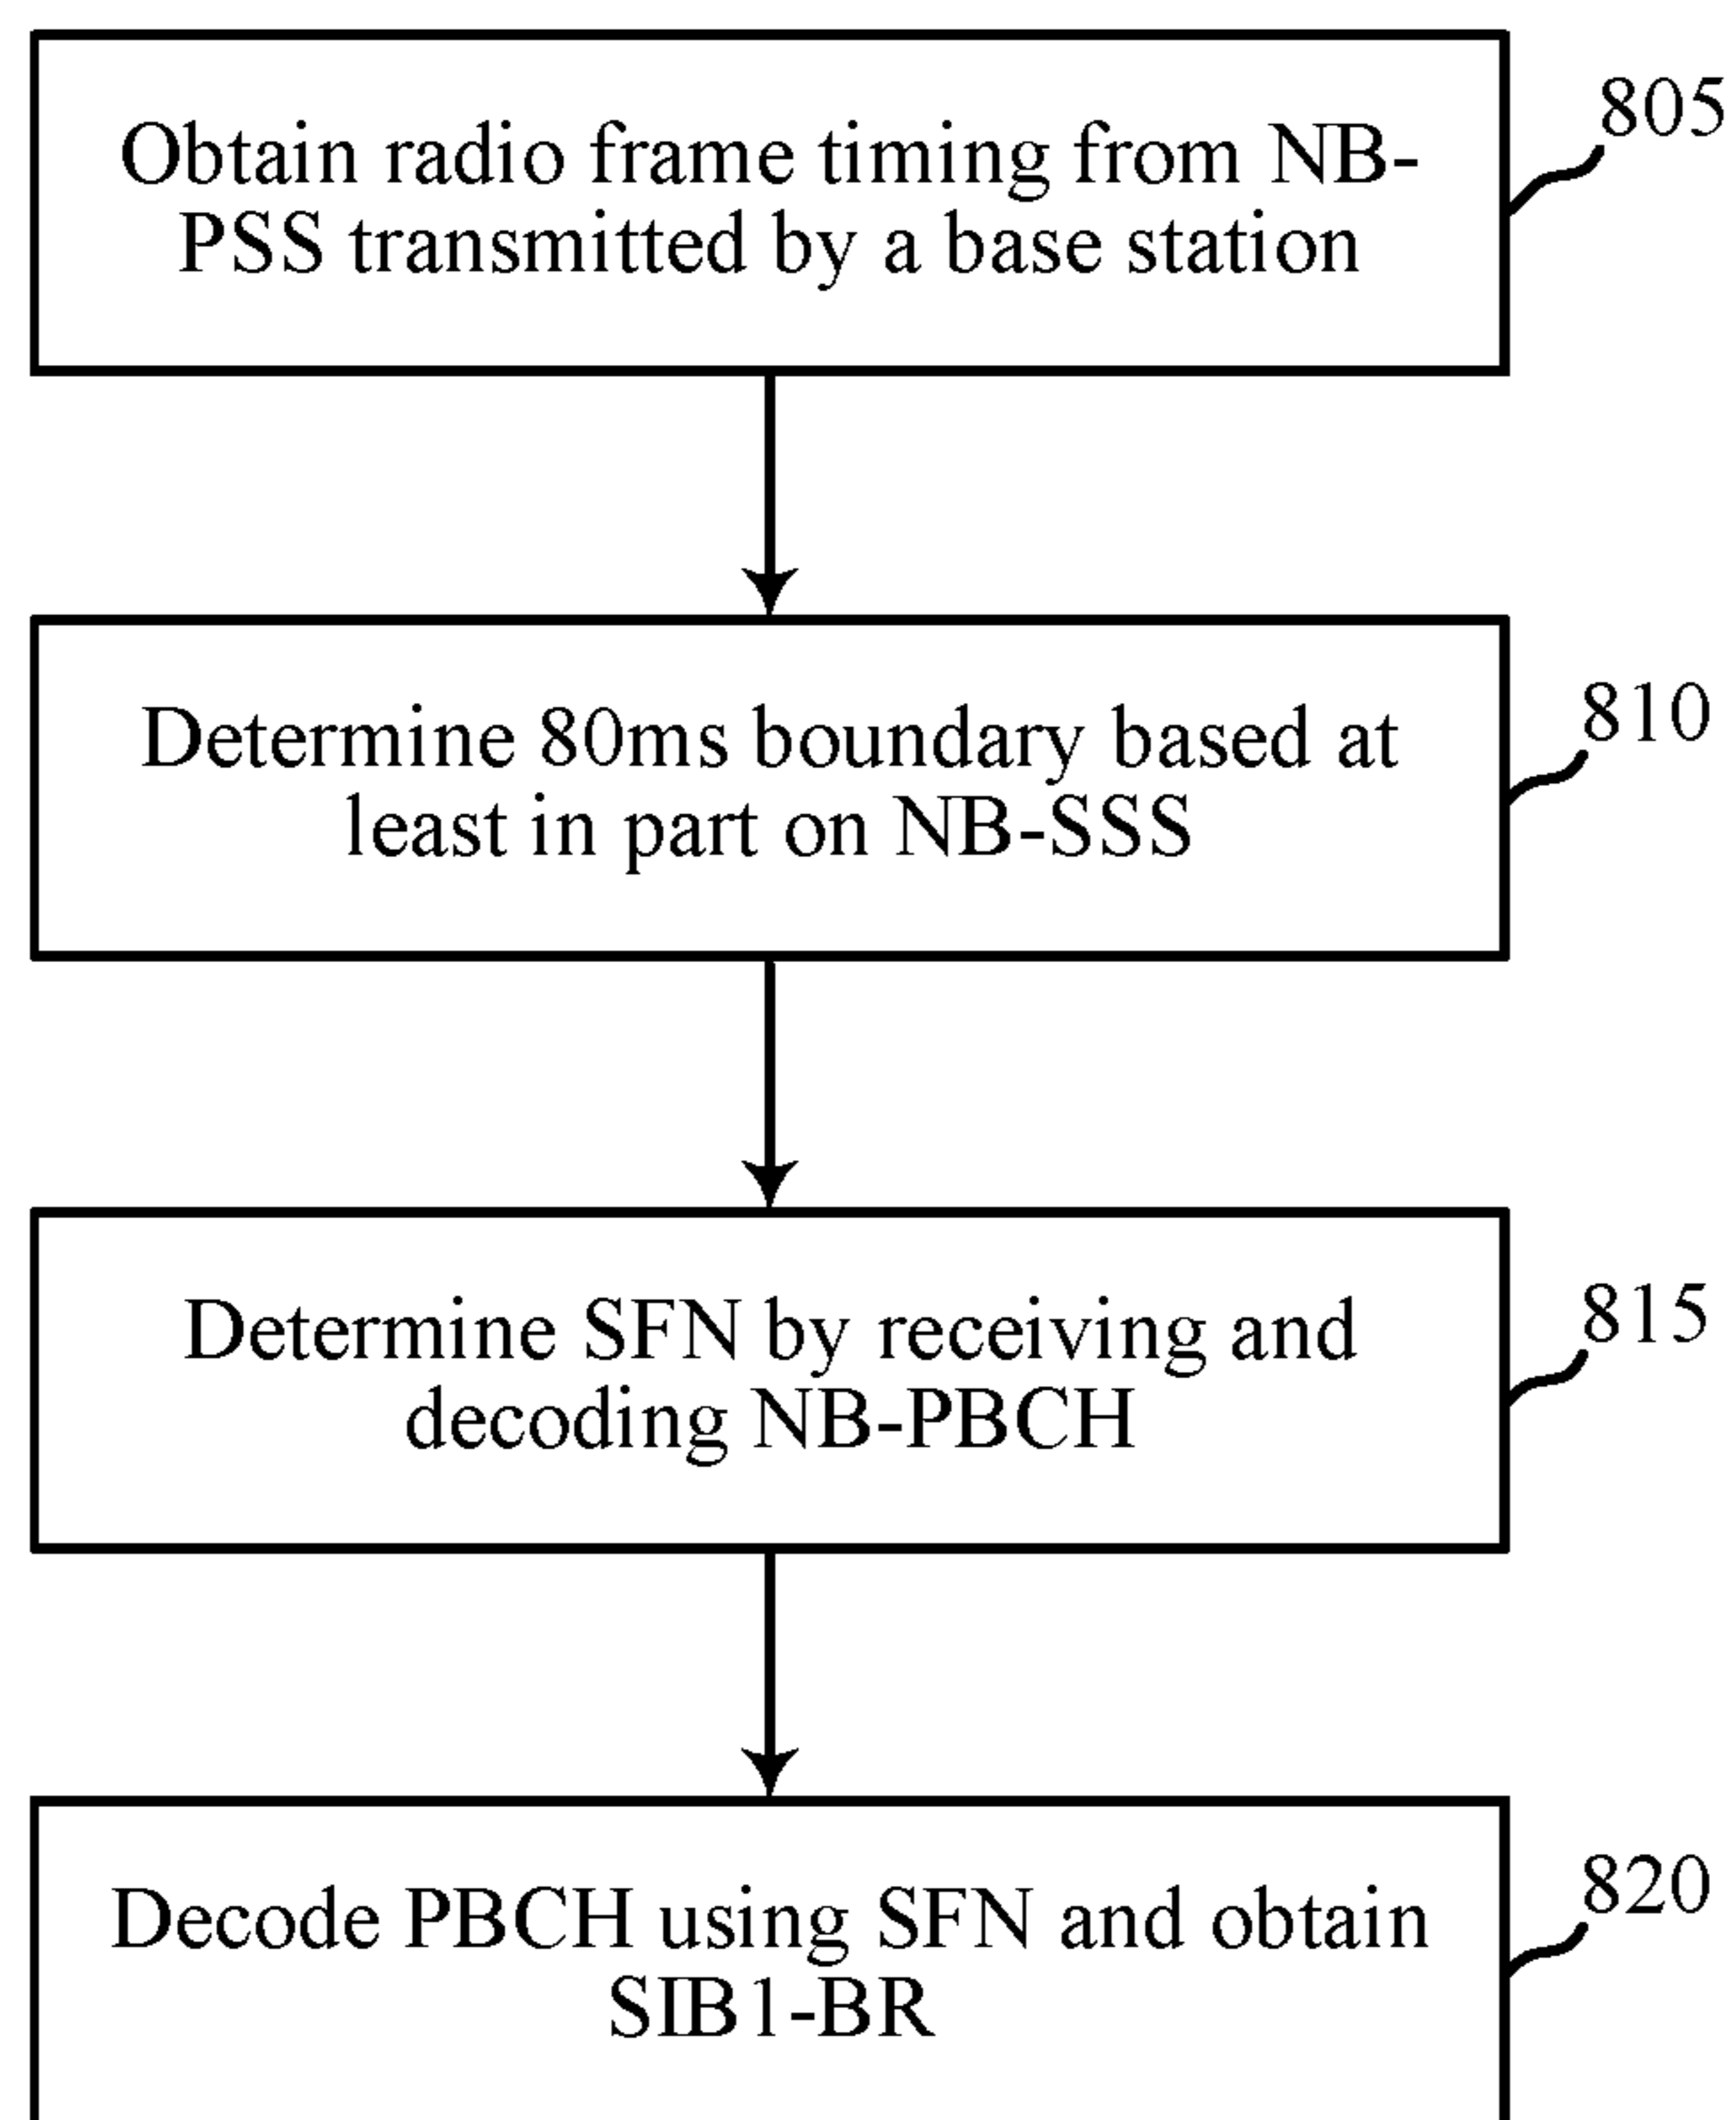 Obtain radio frame timing from NB-
PSS transmitted by a base station
805
Determine 80ms boundary based at
least in part on NB-SSS
810
Determine SFN by receiving and
decoding NB-PBCH
815
Decode PBCH using SFN and obtain
SIB1-BR
820